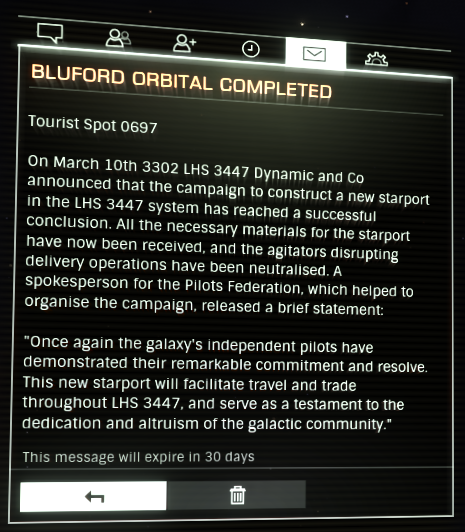 BLUFORD ORBITAL COMPLETED
Tourist Spot 0697
On March 10th 3302 LHS 3447 Dynamic and Co
announced that the campaign to construct a new starport
in the LHS 3447 system has reached a successful
conclusion. All the necessary materials for the starport
have now been received, and the agitators disrupting
delivery operations have been neutralised. A
spokesperson for the Pilots Federation, which helped to
organise the campaign, released a brief statement:
"Once again the galaxy's independent pilots have
demonstrated their remarkable commitment and resolve.
This new starport will facilitate travel and trade
throughout LHS 3447, and serve as a testament to the
dedication and altruism of the galactic community."
This message will expire in 30 days